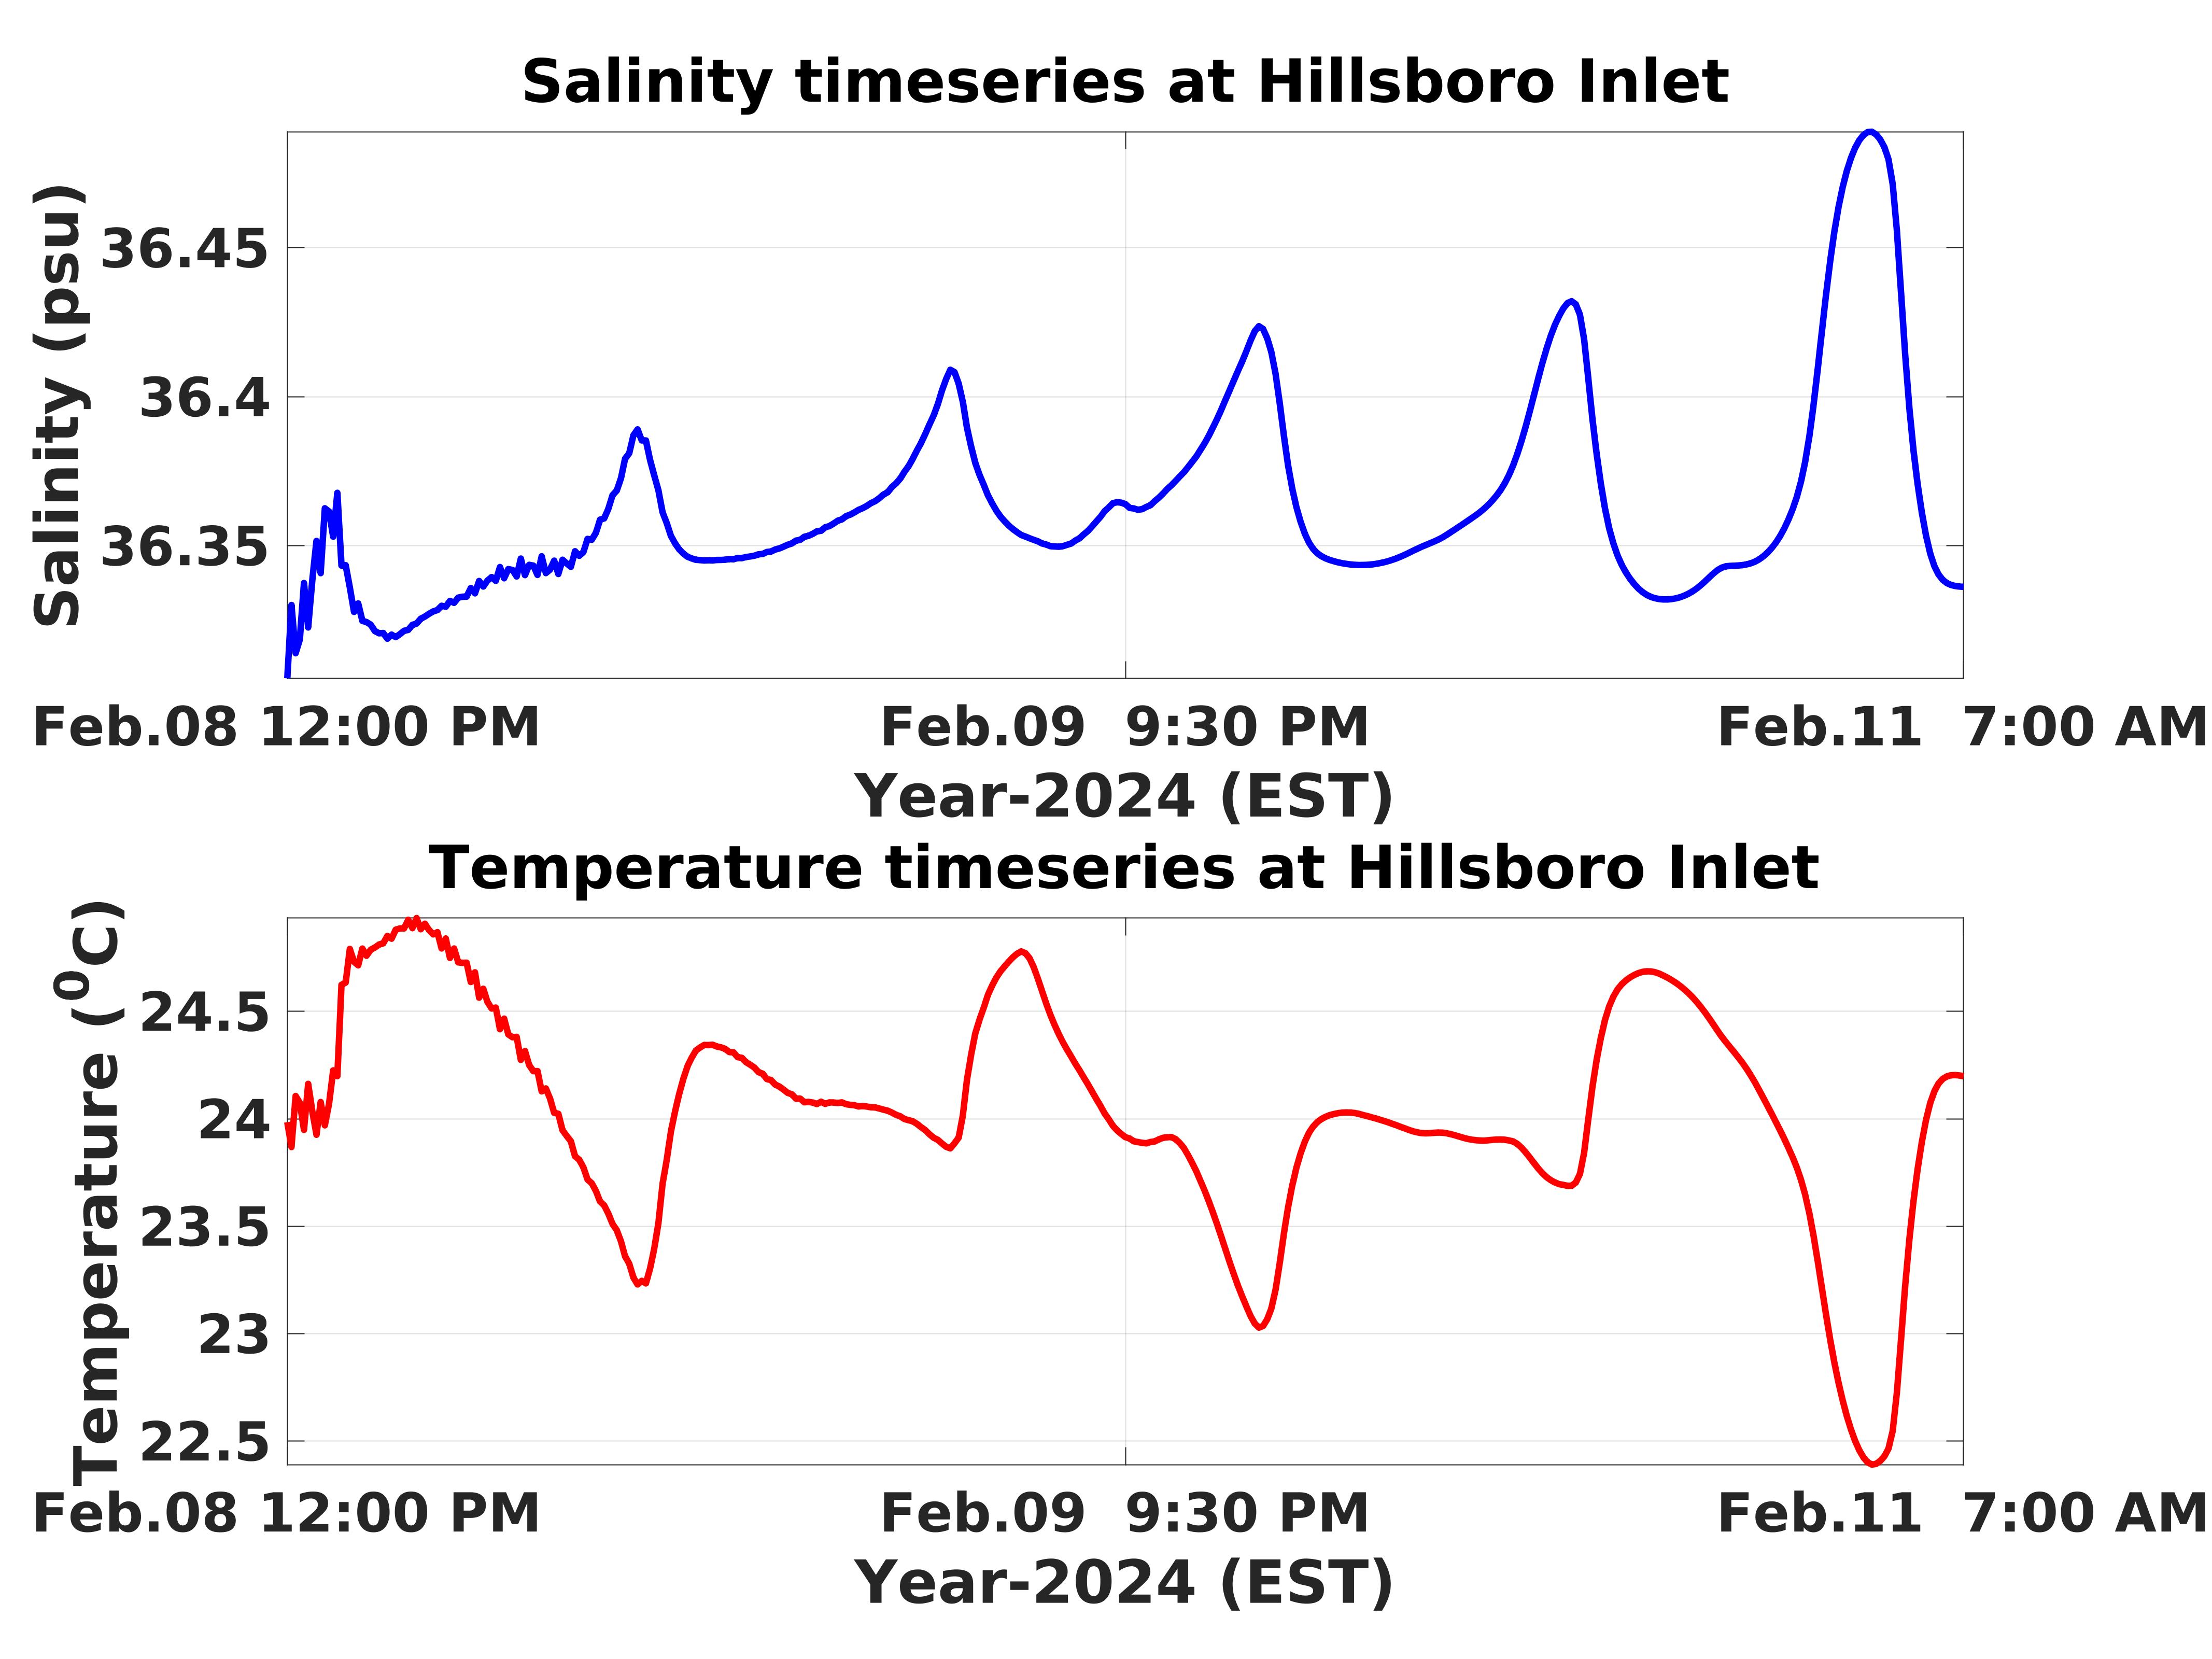 Salinity timeseries at Hillsboro Inlet
Salinity (psu)
36.45
36.4
36.35
Feb.08 12:00 PM
Feb.09  9:30 PM
Feb.11  7:00 AM
Year-2024 (EST)
Temperature timeseries at Hillsboro Inlet
Temperature (⁰C)
24.5
24
23.5
23
22.5
Feb.08 12:00 PM
Feb.09  9:30 PM
Feb.11  7:00 AM
Year-2024 (EST)